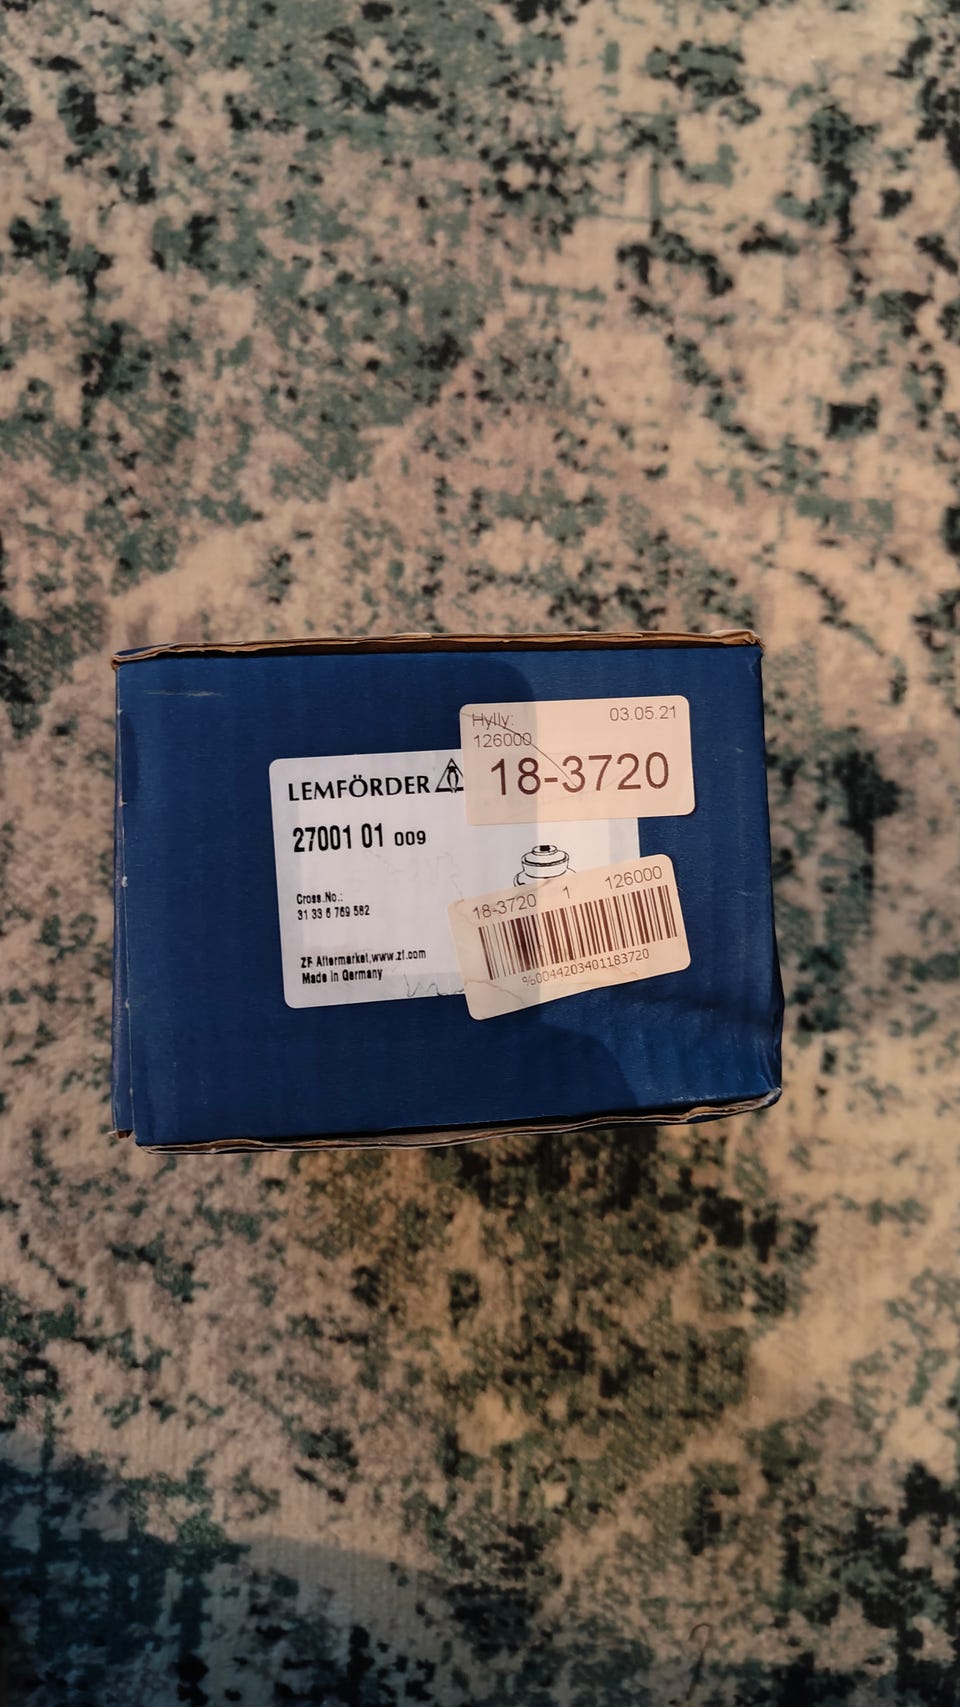 Hylly: 03.05.21
126000
18-3720
LEMFÖRDER
27001 01 009
Cross.No.:
31 33 6 769 582
ZF Aftermarket,www.zf.com
Made in Germany
18-3720 1 126000
%0044203401183720